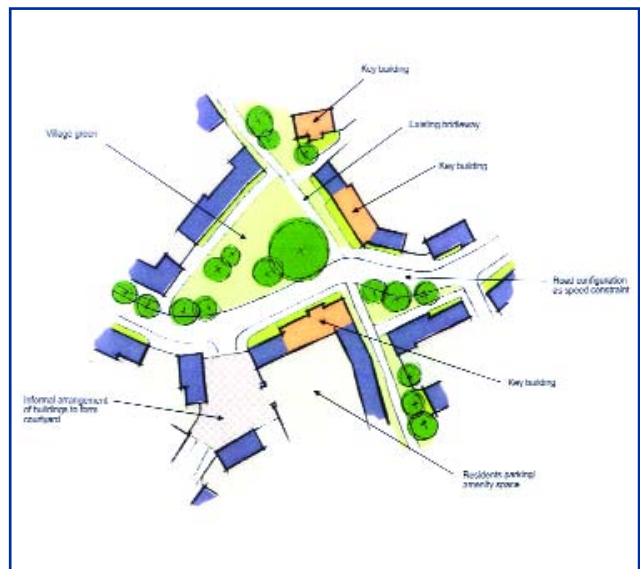 Key building
Village green
Existing bridleway
Key building
Road configuration
as speed constraint
Key building
Informal arrangement
of buildings to form
courtyard
Residents parking/
amenity space